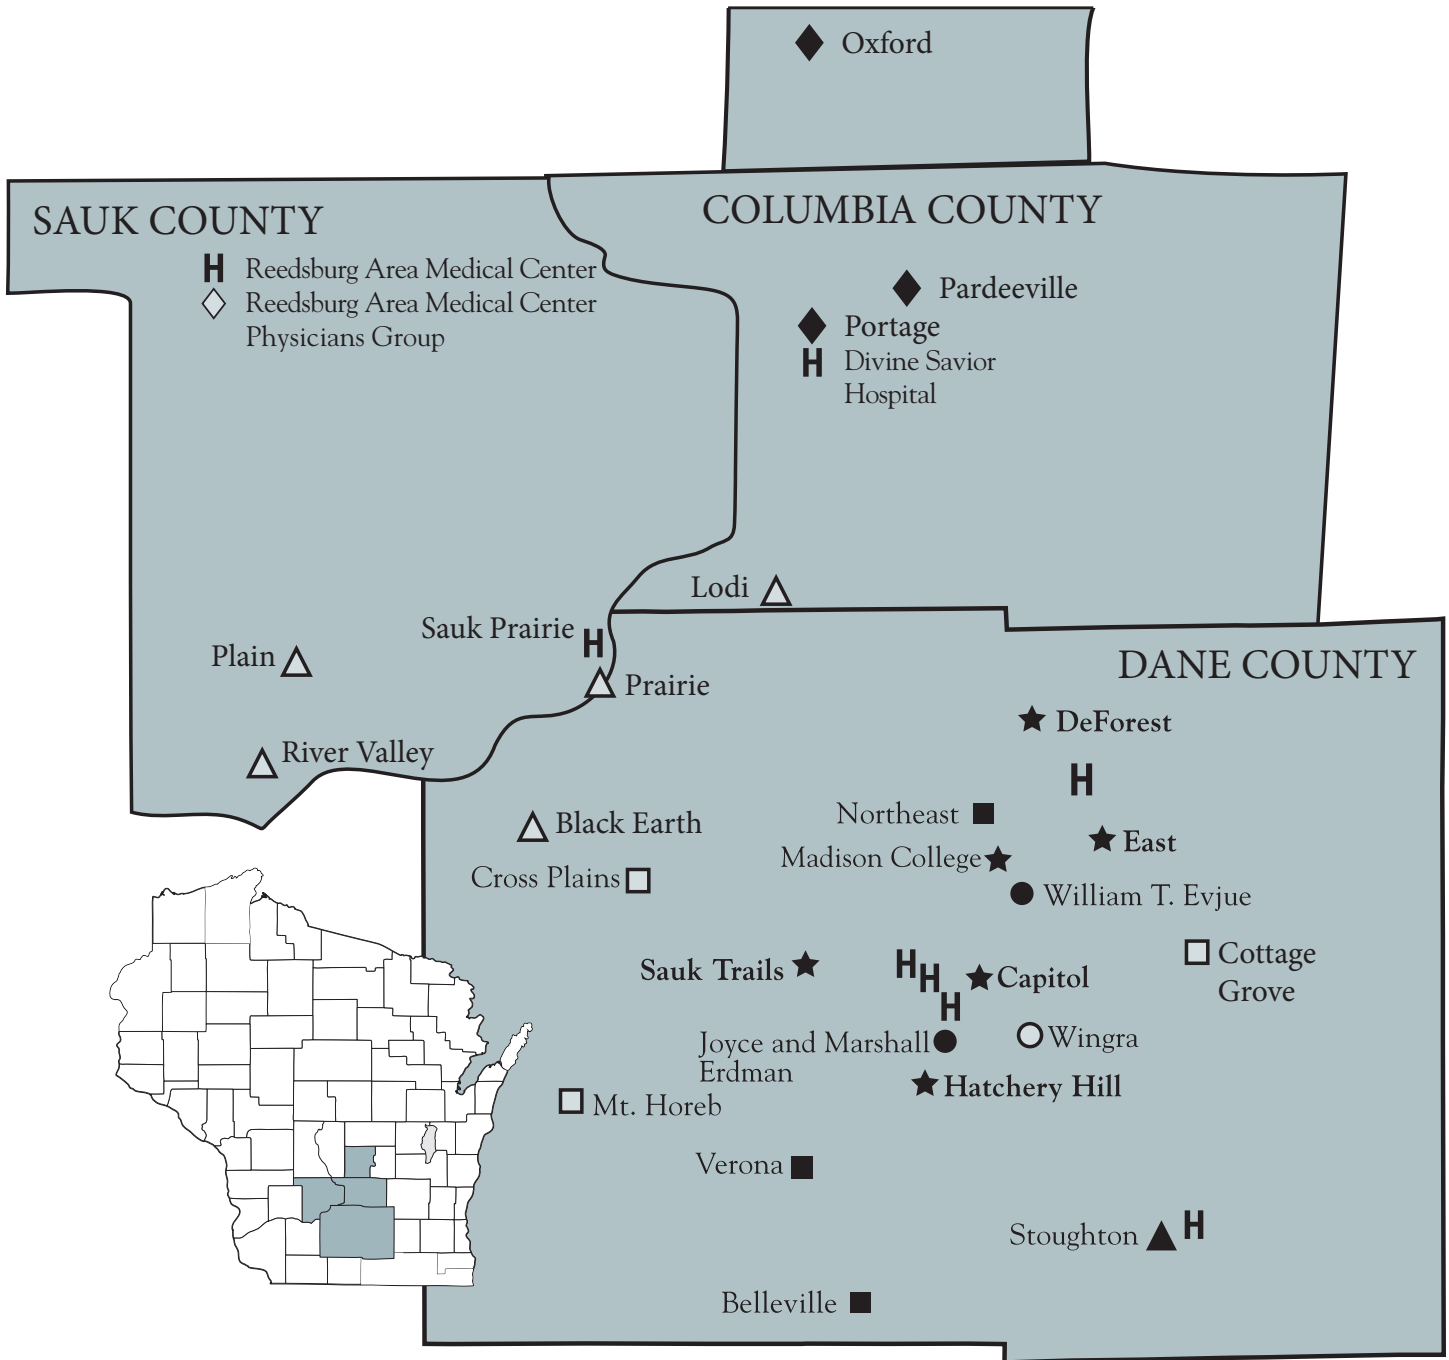 Oxford
SAUK COUNTY
COLUMBIA COUNTY
H Reedsburg Area Medical Center
Reedsburg Area Medical Center
Physicians Group
Pardeeville
Portage
H Divine Savior
Hospital
Lodi
Sauk Prairie H
Plain
Prairie
DANE COUNTY
River Valley
DeForest
H
Northeast
Black Earth
East
Madison College
Cross Plains
William T. Evjue
Cottage
Grove
Sauk Trails
H
H
H
Capitol
Joyce and Marshall
Erdman
Wingra
Hatchery Hill
Mt. Horeb
Verona
Stoughton H
Belleville